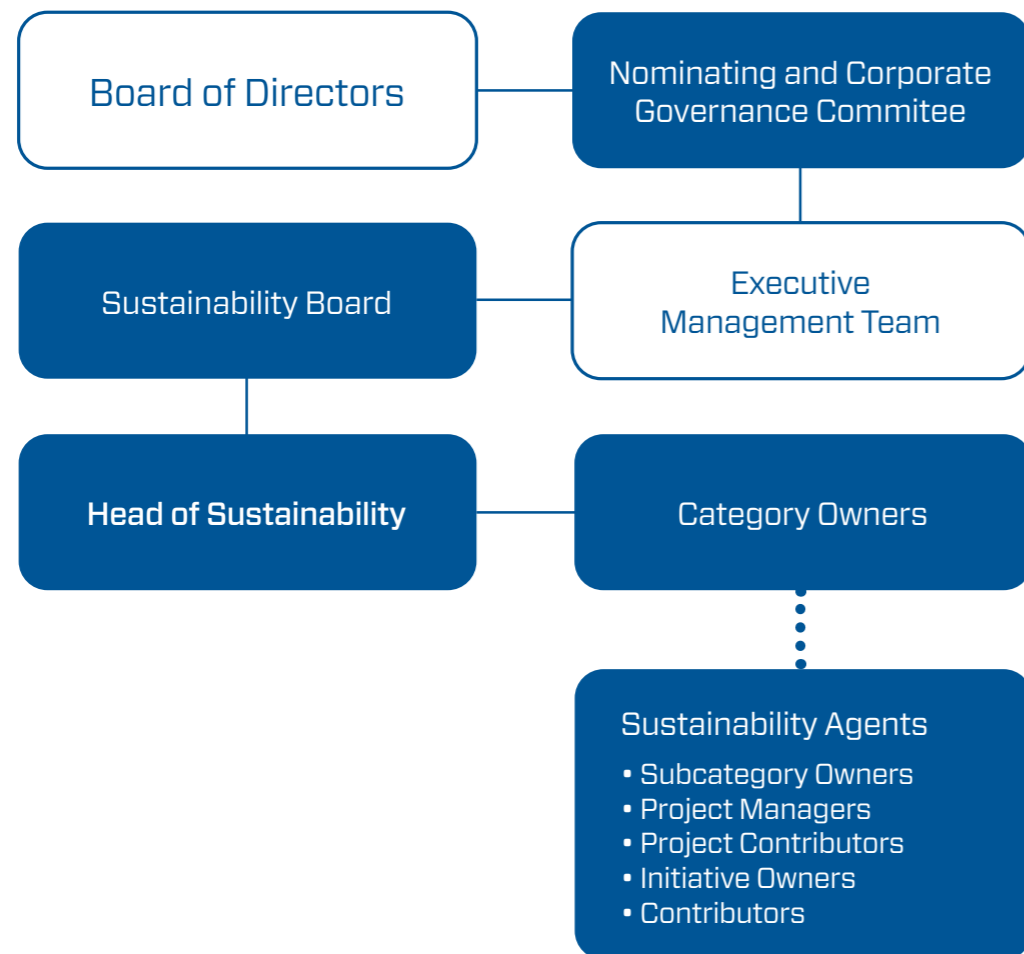 Board of Directors
Nominating and Corporate
Governance Commitee
Sustainability Board
Executive
Management Team
Head of Sustainability
Category Owners
Sustainability Agents
• Subcategory Owners
• Project Managers
• Project Contributors
• Initiative Owners
• Contributors